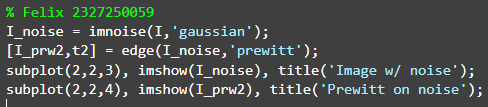 % Felix 2327250059
I_noise = imnoise(I,'gaussian');
[I_prw2,t2] = edge(I_noise,'prewitt');
subplot(2,2,3), imshow(I_noise), title('Image w/ noise');
subplot(2,2,4), imshow(I_prw2), title('Prewitt on noise');